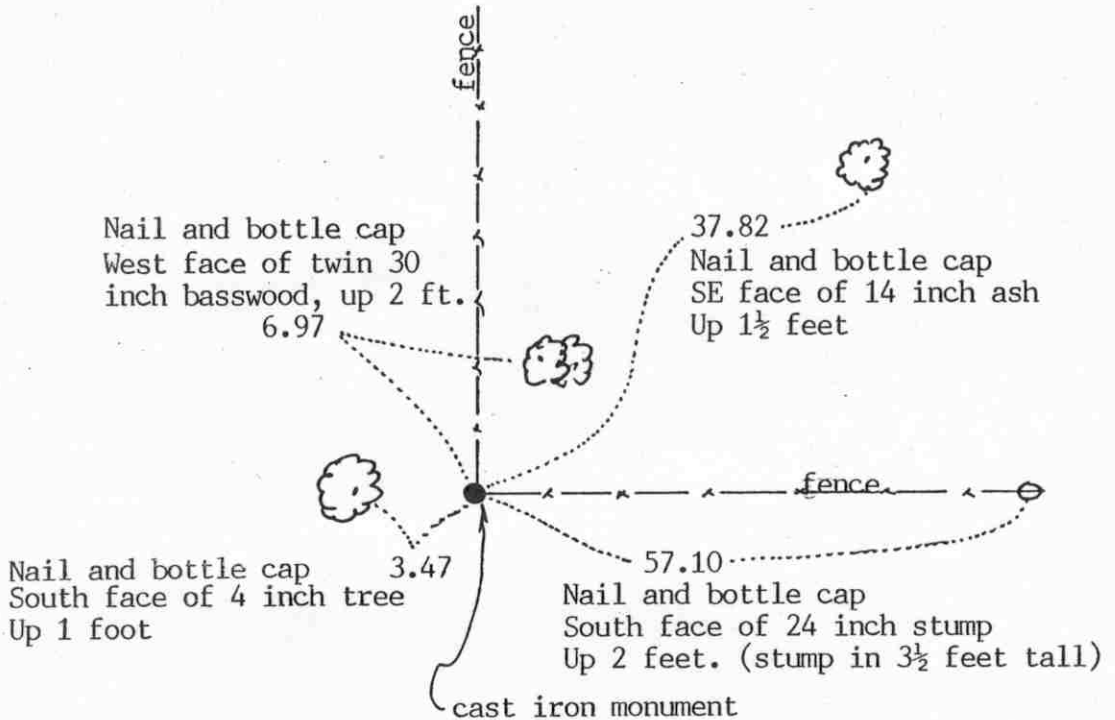 fence
Nail and bottle cap
West face of twin 30
inch basswood, up 2 ft.
6.97
37.82
Nail and bottle cap
SE face of 14 inch ash
Up 1½ feet
fence
Nail and bottle cap
South face of 4 inch tree
Up 1 foot
3.47
57.10
Nail and bottle cap
South face of 24 inch stump
Up 2 feet. (stump in 3½ feet tall)
cast iron monument